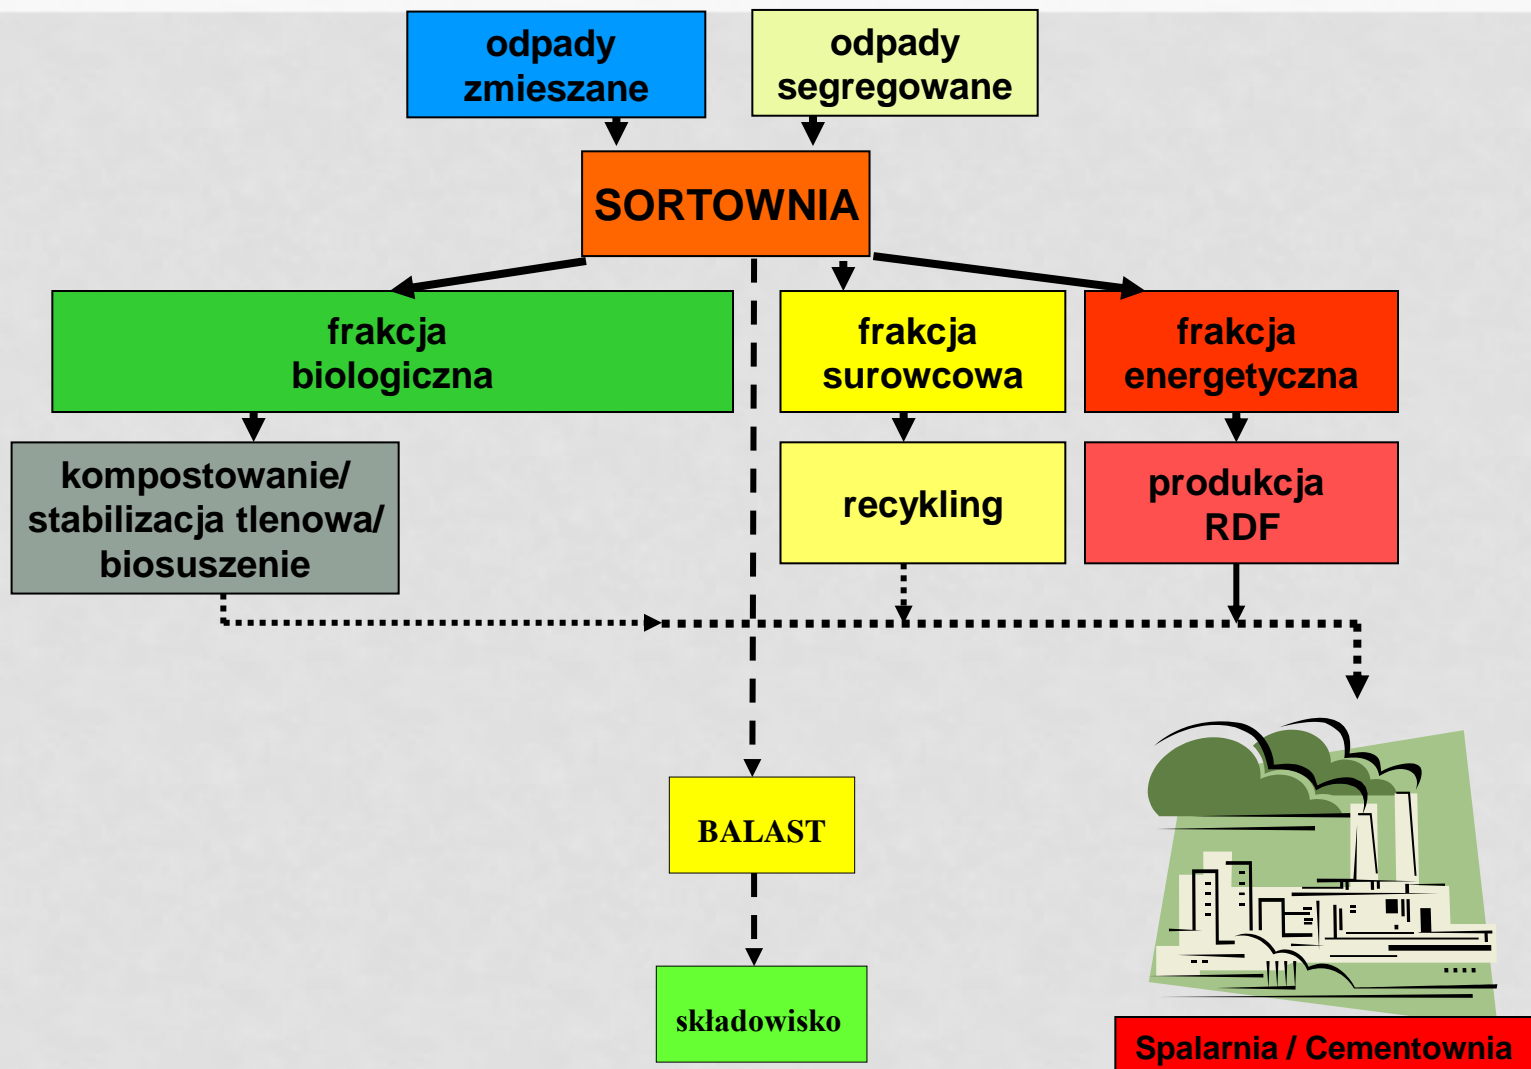 odpady
zmieszane
odpady
segregowane
SORTOWNIA
frakcja
biologiczna
frakcja
surowcowa
frakcja
energetyczna
kompostowanie/
stabilizacja tlenowa/
biosuszenie
recykling
produkcja
RDF
BALAST
składowisko
Spalarnia / Cementownia